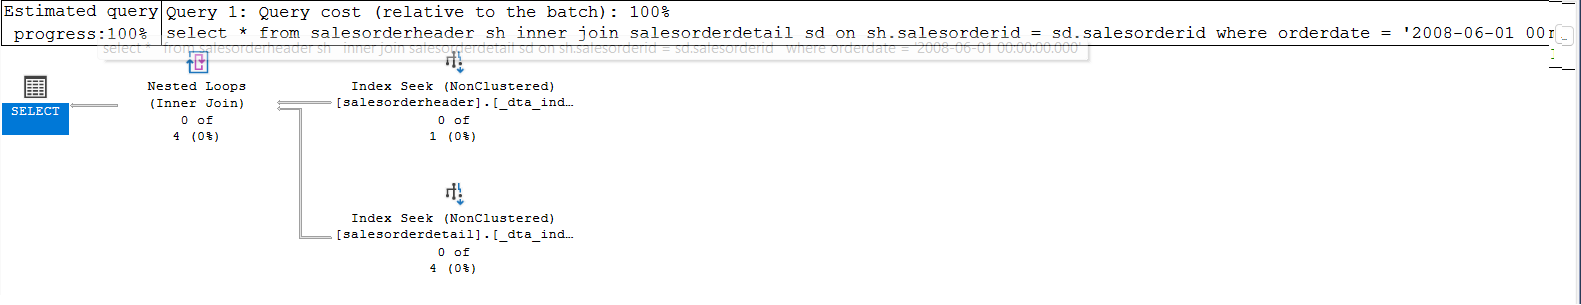 Estimated query
progress:100%
Query 1: Query cost (relative to the batch): 100%
select * from salesorderheader sh inner join salesorderdetail sd on sh.salesorderid = sd.salesorderid where orderdate = '2008-06-01 00
select * from salesorderheader sh inner join salesorderdetail sd on sh.salesorderid = sd.salesorderid where orderdate = '2008-06-01 00:00:00.000'
SELECT
Nested Loops
(Inner Join)
0 of
4 (0%)
Index Seek (NonClustered)
[salesorderheader].[_dta_ind…
0 of
1 (0%)
Index Seek (NonClustered)
[salesorderdetail].[_dta_ind…
0 of
4 (0%)